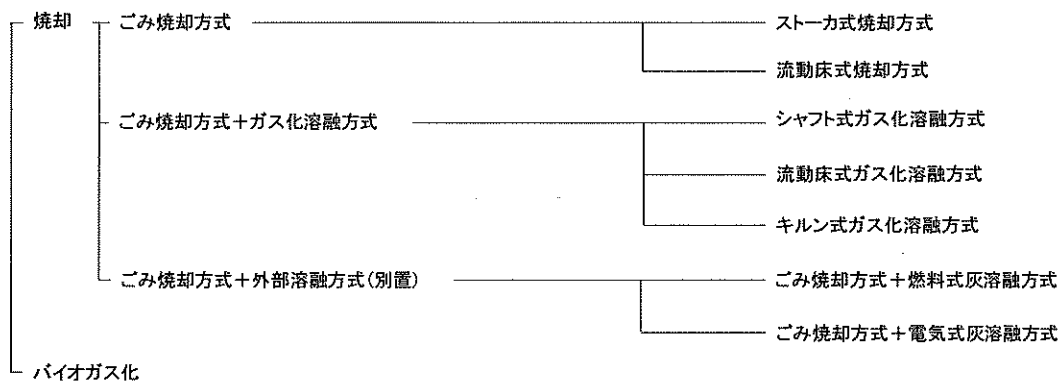 焼却
ごみ焼却方式
ストーカ式焼却方式
流動床式焼却方式
ごみ焼却方式+ガス化溶融方式
シャフト式ガス化溶融方式
流動床式ガス化溶融方式
キルン式ガス化溶融方式
ごみ焼却方式+外部溶融方式(別置)
ごみ焼却方式+燃料式灰溶融方式
ごみ焼却方式+電気式灰溶融方式
バイオガス化